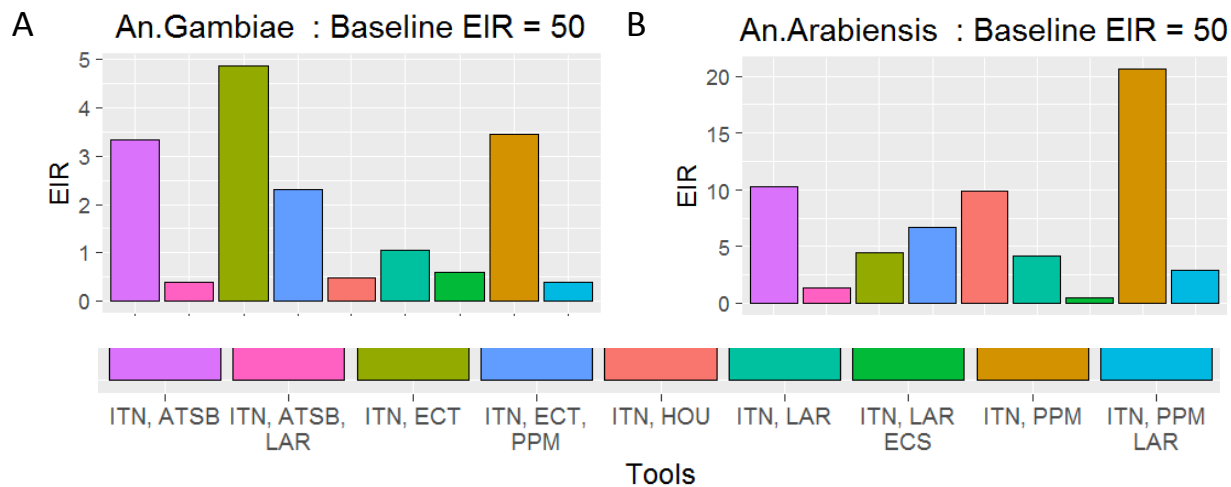 A
An.Gambiae : Baseline EIR = 50
B
An.Arabiensis : Baseline EIR = 50
EIR
5
4
3
2
1
0
EIR
20
15
10
5
0
ITN, ATSB
ITN, ATSB,
LAR
ITN, ECT
ITN, ECT,
PPM
ITN, HOU
ITN, LAR
ITN, LAR
ECS
ITN, PPM
ITN, PPM
LAR
Tools